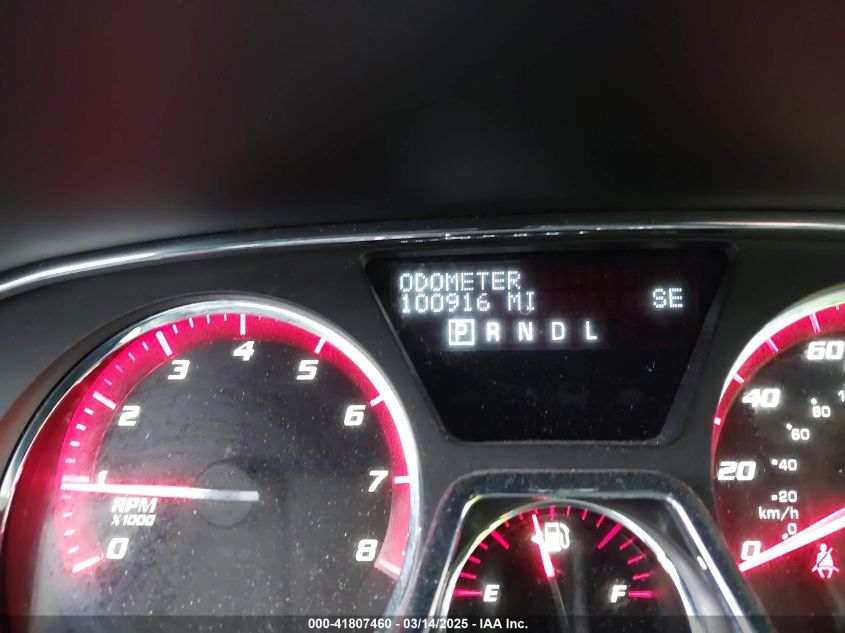 ODOMETER
100916 MI SE
P R N D L
0 1 2 3 4 5 6 7 8
RPM
X1000
E F
0 20 40 60
0 20 40 60 80
km/h
000-41807460 - 03/14/2025 - IAA Inc.